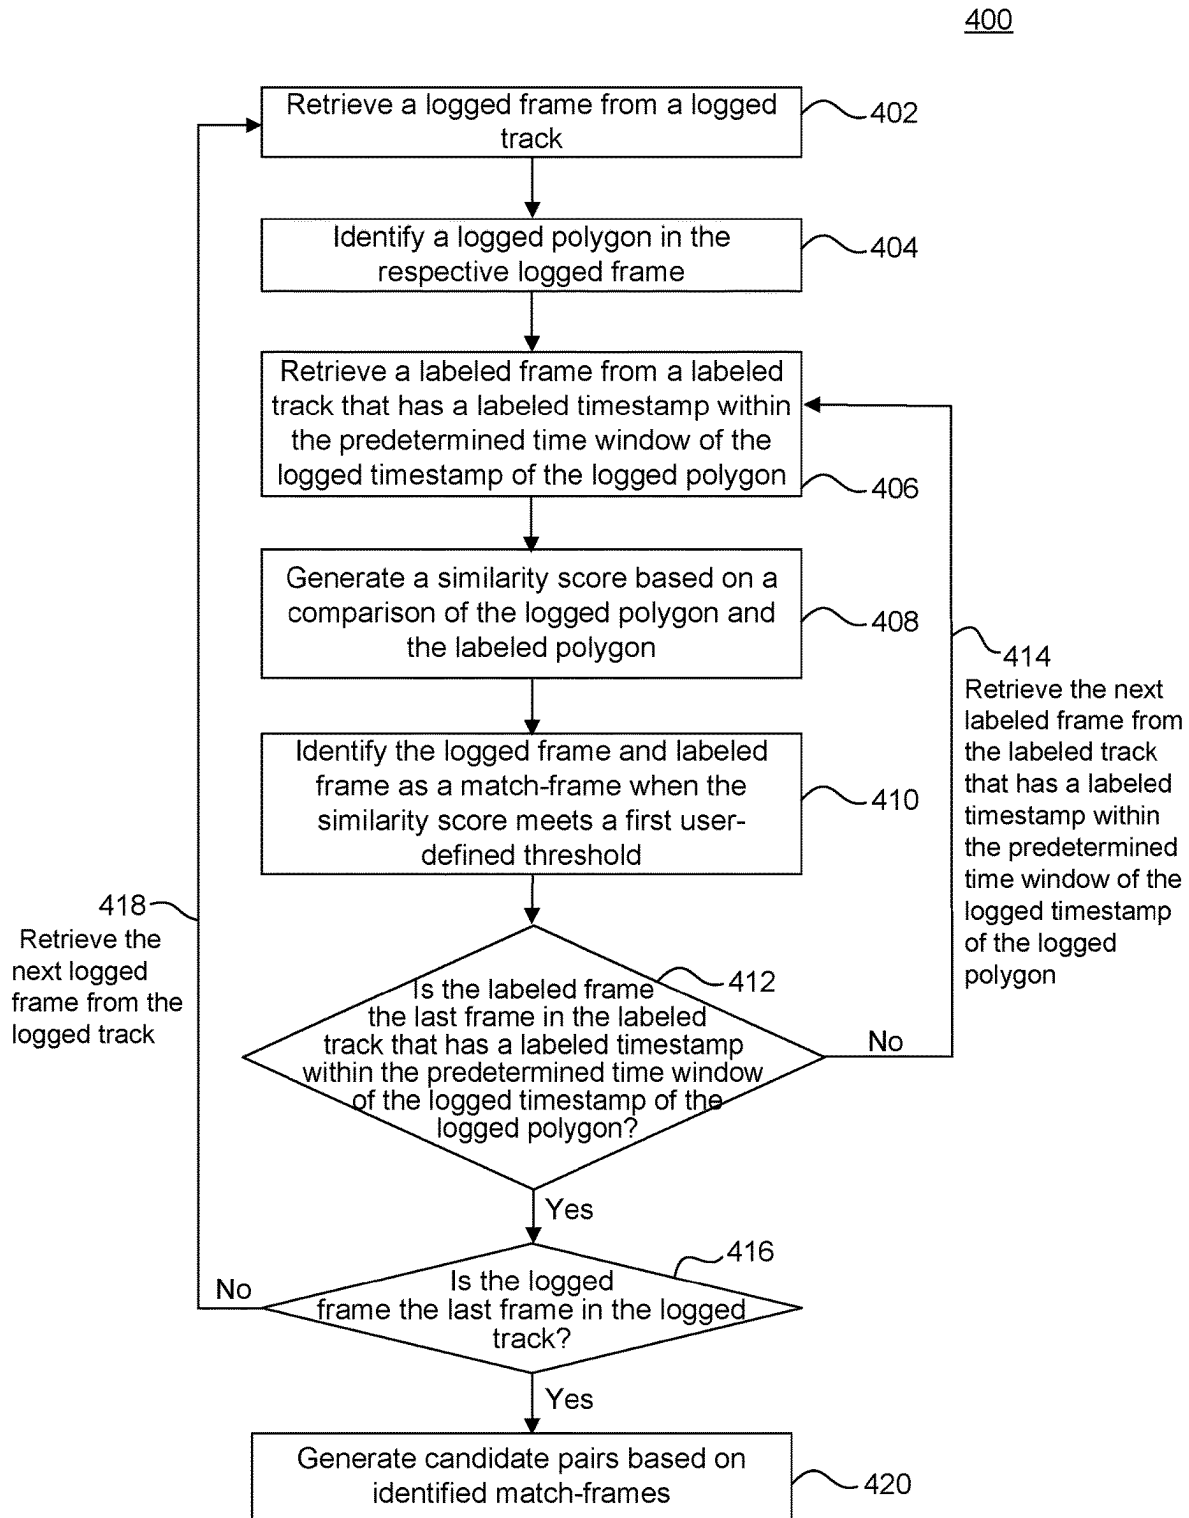 400
Retrieve a logged frame from a logged
track
402
Identify a logged polygon in the
respective logged frame
404
Retrieve a labeled frame from a labeled
track that has a labeled timestamp within
the predetermined time window of the
logged timestamp of the logged polygon
406
Generate a similarity score based on a
comparison of the logged polygon and
the labeled polygon
408
414
Retrieve the next
labeled frame from
the labeled track
that has a labeled
timestamp within
the predetermined
time window of the
logged timestamp
of the logged
polygon
Identify the logged frame and labeled
frame as a match-frame when the
similarity score meets a first user-
defined threshold
410
418
Retrieve the
next logged
frame from the
logged track
412
Is the labeled frame
the last frame in the labeled
track that has a labeled timestamp
within the predetermined time window
of the logged timestamp of the
logged polygon?
No
Yes
416
Is the logged
frame the last frame in the logged
track?
No
Yes
Generate candidate pairs based on
identified match-frames
420